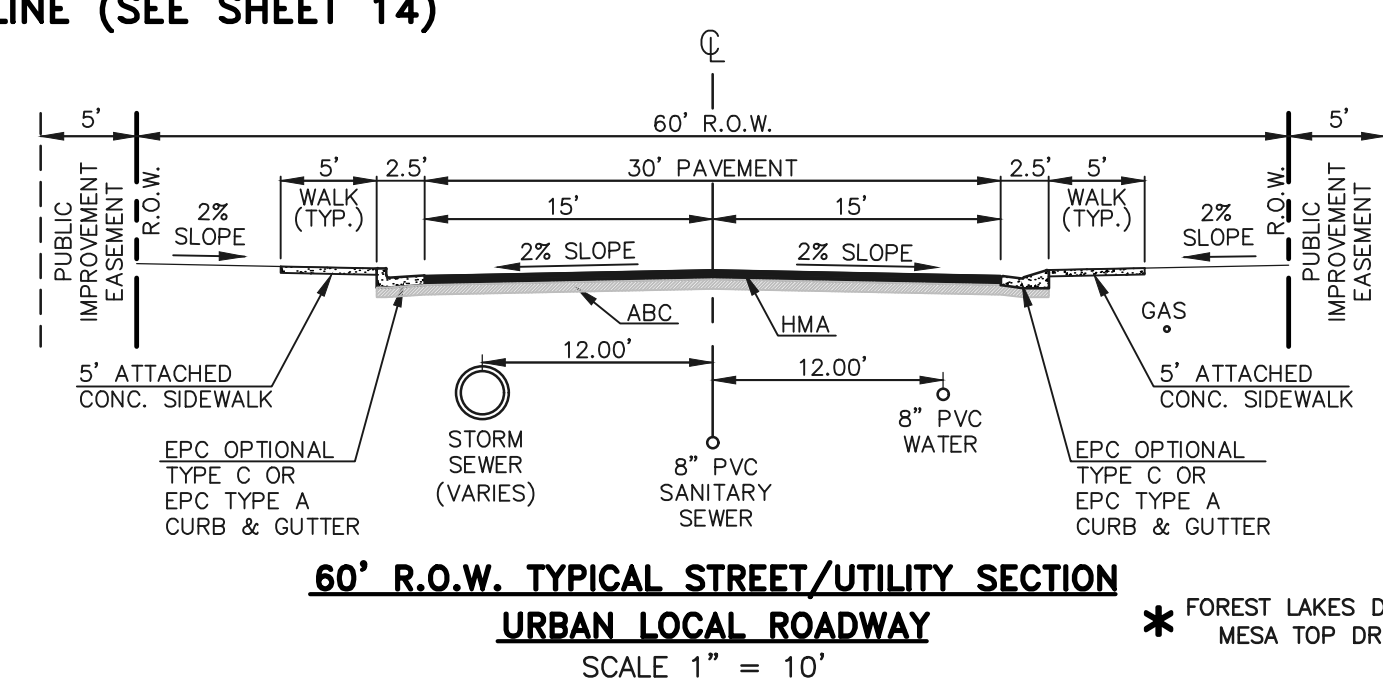 LINE (SEE SHEET 14)
℄
5'
60' R.O.W.
5'
5'
2.5'
30' PAVEMENT
2.5'
5'
WALK
(TYP.)
WALK
(TYP.)
15'
15'
PUBLIC
IMPROVEMENT
EASEMENT
R.O.W.
2%
SLOPE
2% SLOPE
2% SLOPE
2%
SLOPE
R.O.W.
PUBLIC
IMPROVEMENT
EASEMENT
ABC
HMA
GAS
12.00'
12.00'
5' ATTACHED
CONC. SIDEWALK
5' ATTACHED
CONC. SIDEWALK
EPC OPTIONAL
TYPE C OR
EPC TYPE A
CURB & GUTTER
STORM
SEWER
(VARIES)
8" PVC
SANITARY
SEWER
8" PVC
WATER
EPC OPTIONAL
TYPE C OR
EPC TYPE A
CURB & GUTTER
60' R.O.W. TYPICAL STREET/UTILITY SECTION
URBAN LOCAL ROADWAY
SCALE 1" = 10'
* FOREST LAKES D
MESA TOP DR